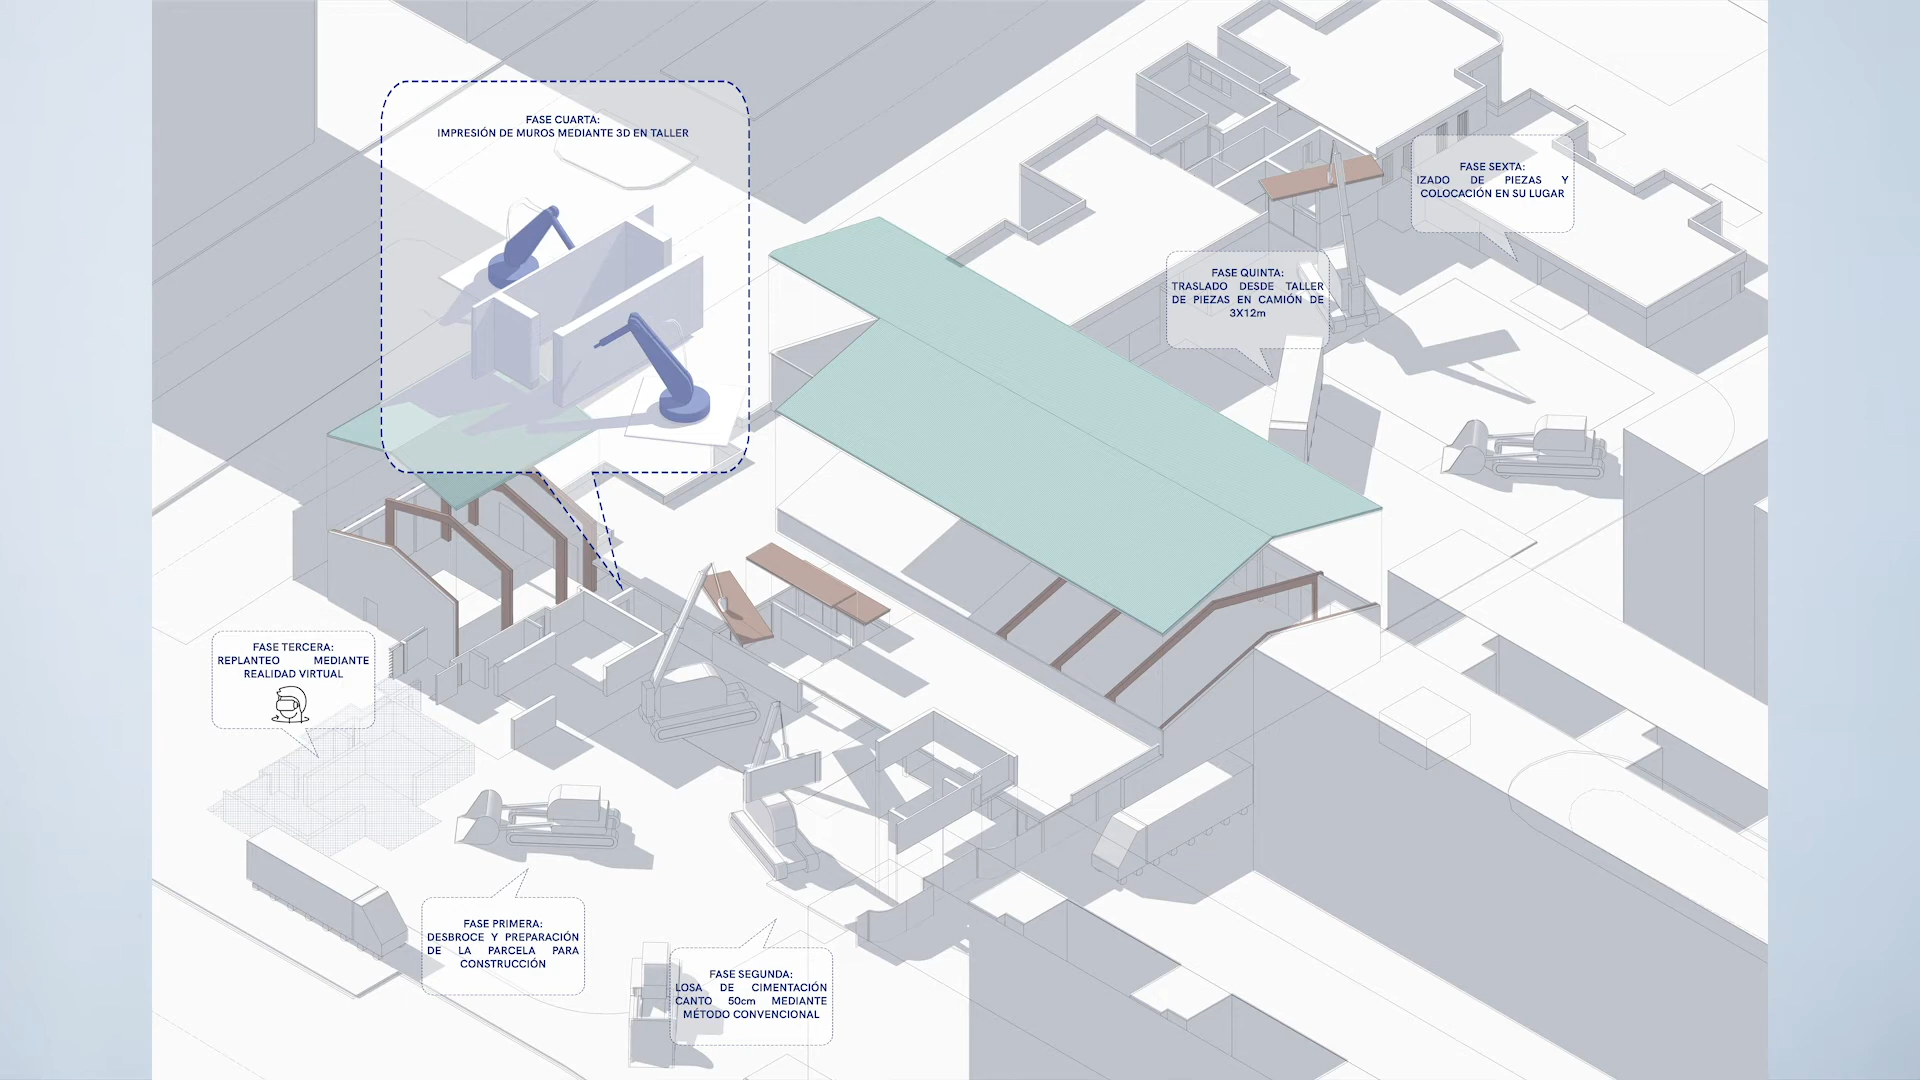 FASE CUARTA:
IMPRESIÓN DE MUROS MEDIANTE 3D EN TALLER
FASE SEXTA:
IZADO DE PIEZAS Y
COLOCACIÓN EN SU LUGAR
FASE QUINTA:
TRASLADO DESDE TALLER
DE PIEZAS EN CAMIÓN DE
3X12m
FASE TERCERA:
REPLANTEO MEDIANTE
REALIDAD VIRTUAL
FASE PRIMERA:
DESBROCE Y PREPARACIÓN
DE LA PARCELA PARA
CONSTRUCCIÓN
FASE SEGUNDA:
LOSA DE CIMENTACIÓN
CANTO 50cm MEDIANTE
MÉTODO CONVENCIONAL